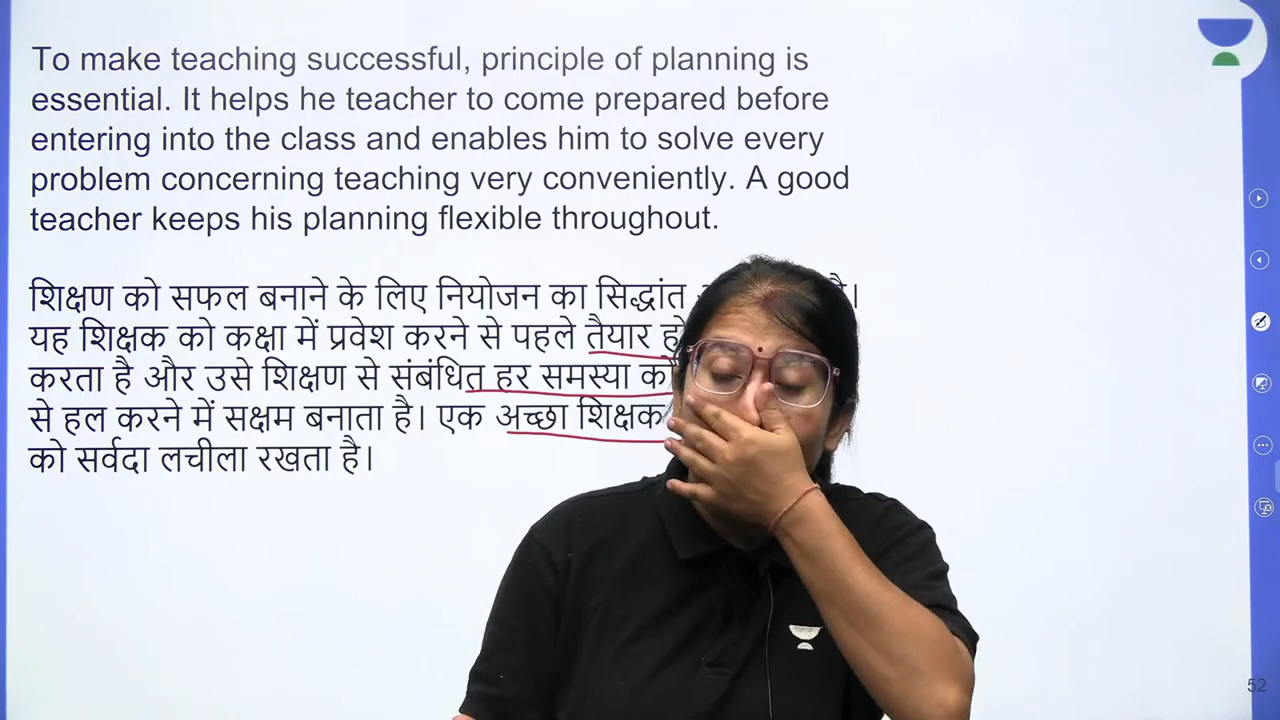 To make teaching successful, principle of planning is
essential. It helps he teacher to come prepared before
entering into the class and enables him to solve every
problem concerning teaching very conveniently. A good
teacher keeps his planning flexible throughout.
शिक्षण को सफल बनाने के लिए नियोजन का सिद्धांत है।
यह शिक्षक को कक्षा में प्रवेश करने से पहले तैयार
करता है और उसे शिक्षण से संबंधित हर समस्या को
से हल करने में सक्षम बनाता है। एक अच्छा शिक्षक
को सर्वदा लचीला रखता है।
52